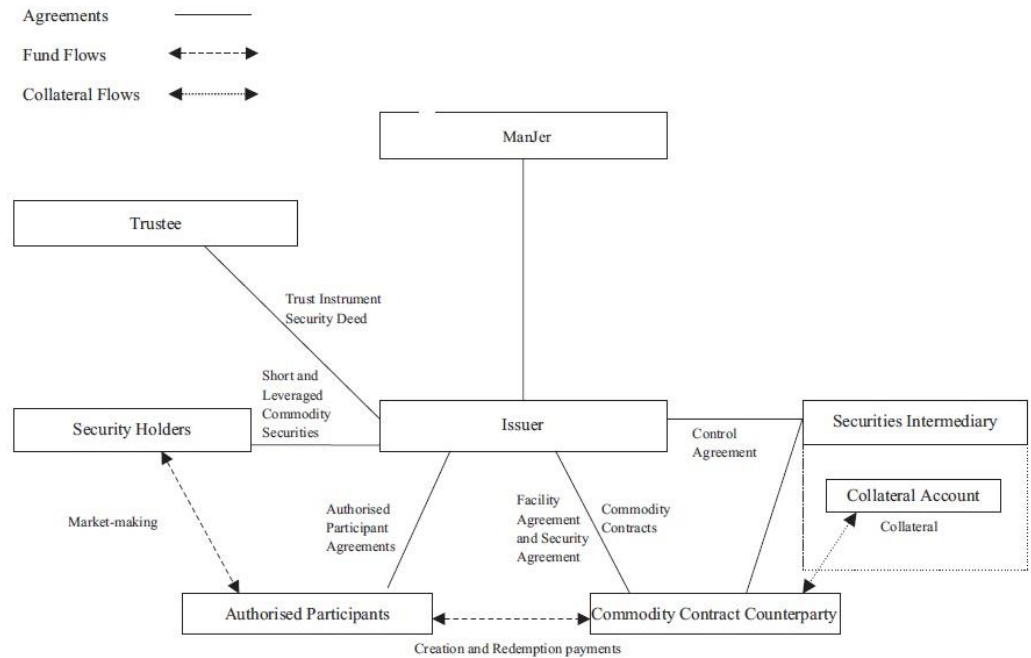 Agreements
Fund Flows
Collateral Flows
ManJer
Trustee
Trust Instrument
Security Deed
Short and
Leveraged
Commodity
Securities
Security Holders
Issuer
Control
Agreement
Securities Intermediary
Collateral Account
Collateral
Market-making
Authorised
Participant
Agreements
Facility
Agreement
and Security
Agreement
Commodity
Contracts
Authorised Participants
Commodity Contract Counterparty
Creation and Redemption payments